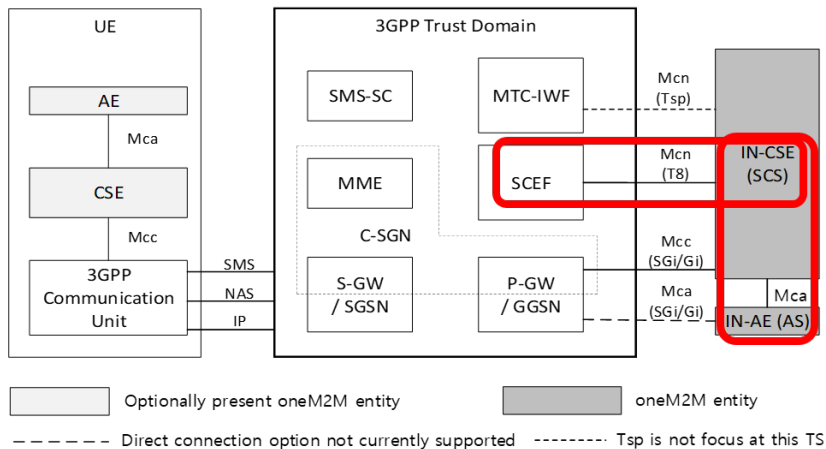 UE
3GPP Trust Domain
AE
Mca
CSE
Mcc
3GPP
Communication
Unit
SMS
NAS
IP
SMS-SC
MTC-IWF
MME
SCEF
C-SGN
S-GW
/ SGSN
P-GW
/ GGSN
Mcn
(Tsp)
Mcn
(T8)
Mcc
(SGi/Gi)
Mca
(SGi/Gi)
IN-CSE
(SCS)
Mca
IN-AE (AS)
Optionally present oneM2M entity
oneM2M entity
Direct connection option not currently supported
Tsp is not focus at this TS